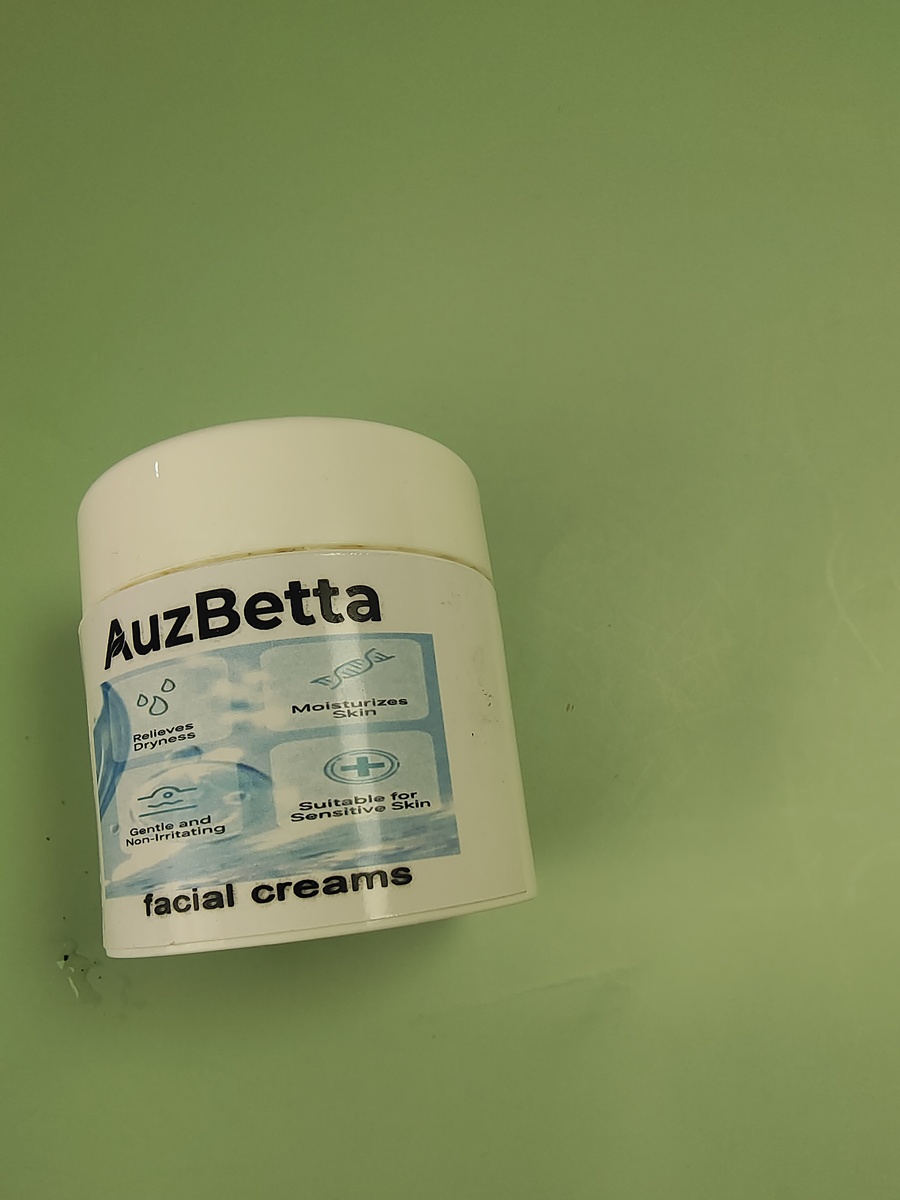 AuzBetta
Relieves
Dryness
Moisturizes
Skin
Gentle and
Non-Irritating
Suitable for
Sensitive Skin
facial creams